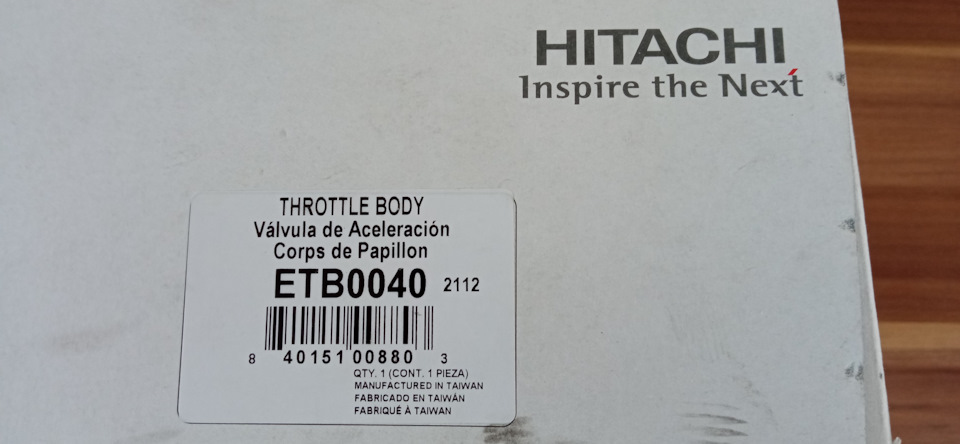 HITACHI
Inspire the Next
THROTTLE BODY
Válvula de Aceleración
Corps de Papillon
ETB0040 2112
8 40151 00880 3
QTY. 1 (CONT. 1 PIEZA)
MANUFACTURED IN TAIWAN
FABRICADO EN TAIWÁN
FABRIQUÉ À TAIWAN